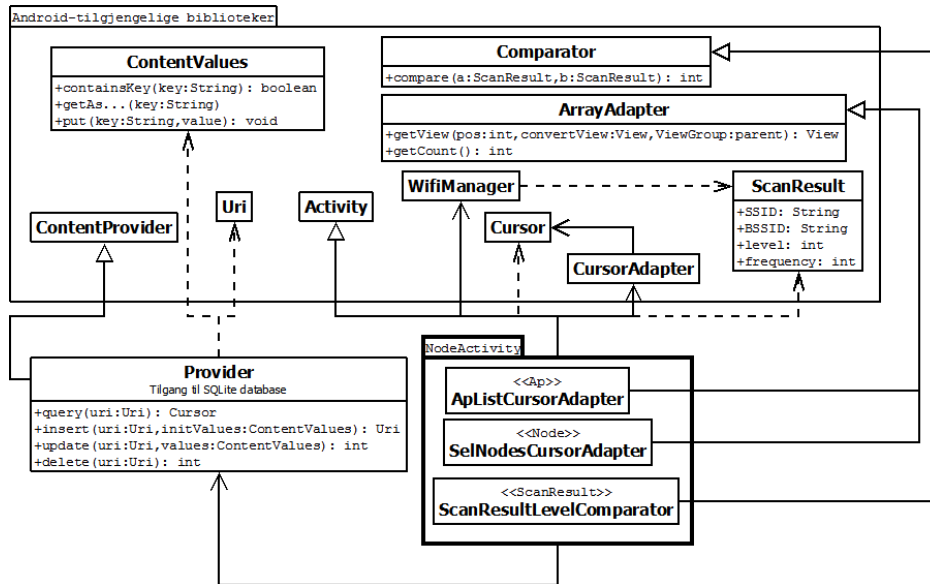 Android-tilgjengelige biblioteker
ContentValues
+containsKey(key:String): boolean
+getAs...(key:String)
+put(key:String,value): void
Comparator
+compare(a:ScanResult,b:ScanResult): int
ArrayAdapter
+getView(pos:int,convertView:View,ViewGroup:parent): View
+getCount(): int
WifiManager
ScanResult
+SSID: String
+BSSID: String
+level: int
+frequency: int
Uri
Activity
ContentProvider
Cursor
CursorAdapter
NodeActivity
Provider
Tilgang til SQLite database
+query(uri:Uri): Cursor
+insert(uri:Uri,initValues:ContentValues): Uri
+update(uri:Uri,values:ContentValues): int
+delete(uri:Uri): int
<<Ap>>
ApListCursorAdapter
<<Node>>
SelNodesCursorAdapter
<<ScanResult>>
ScanResultLevelComparator